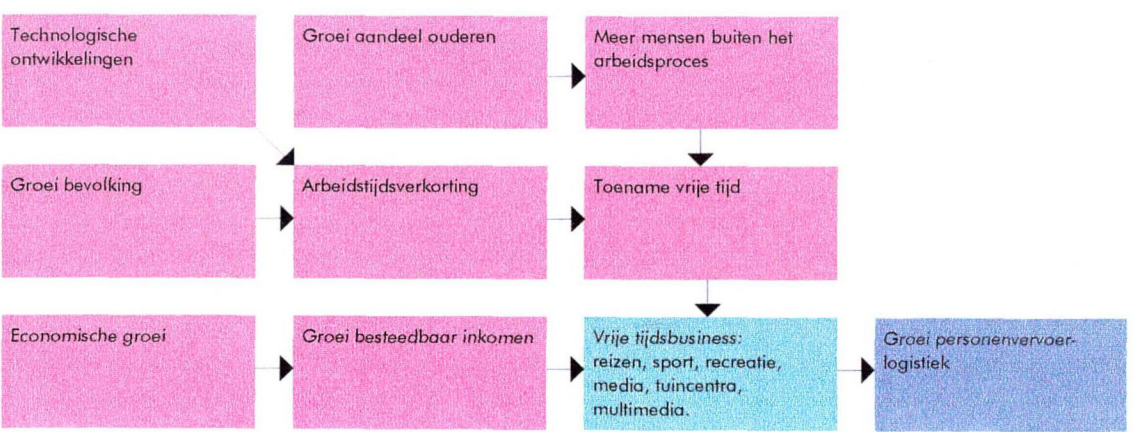 Technologische
ontwikkelingen
Groei aandeel ouderen
Meer mensen buiten het
arbeidsproces
Groei bevolking
Arbeidstijdsverkorting
Toename vrije tijd
Economische groei
Groei besteedbaar inkomen
Vrije tijdsbusiness:
reizen, sport, recreatie,
media, tuincentra,
multimedia.
Groei personenvervoer-
logistiek